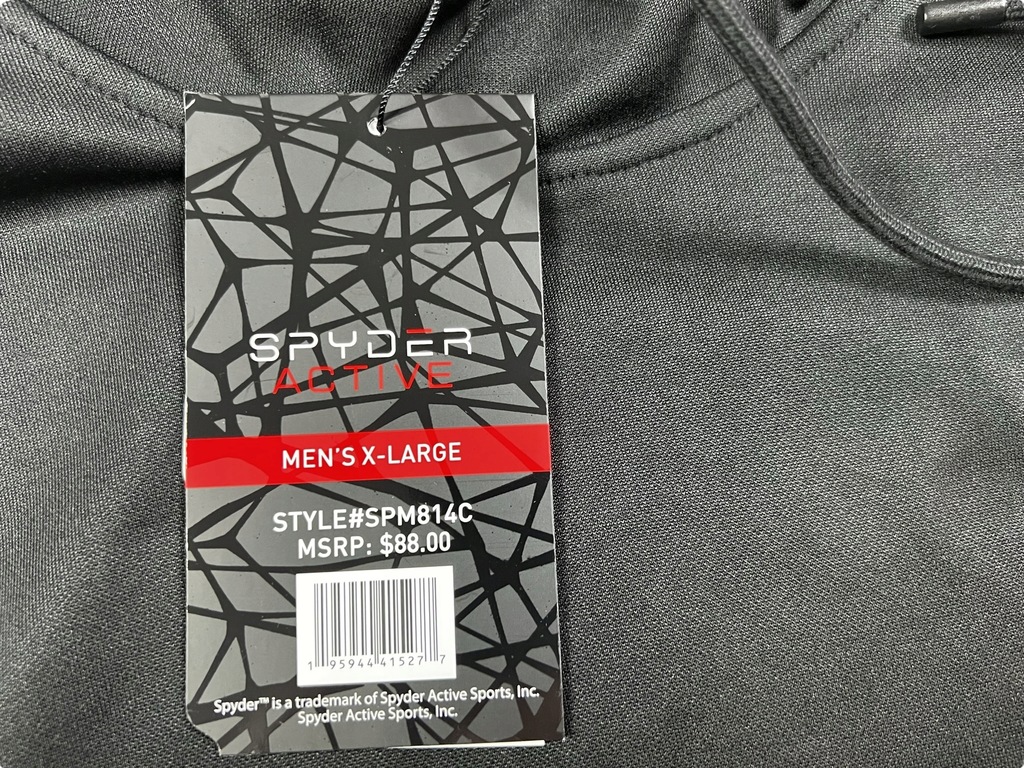 SPYDER
ACTIVE
MEN'S X-LARGE
STYLE#SPM814C
MSRP: $88.00
1 95944 41527 7
Spyder™ is a trademark of Spyder Active Sports, Inc.
Spyder Active Sports, Inc.